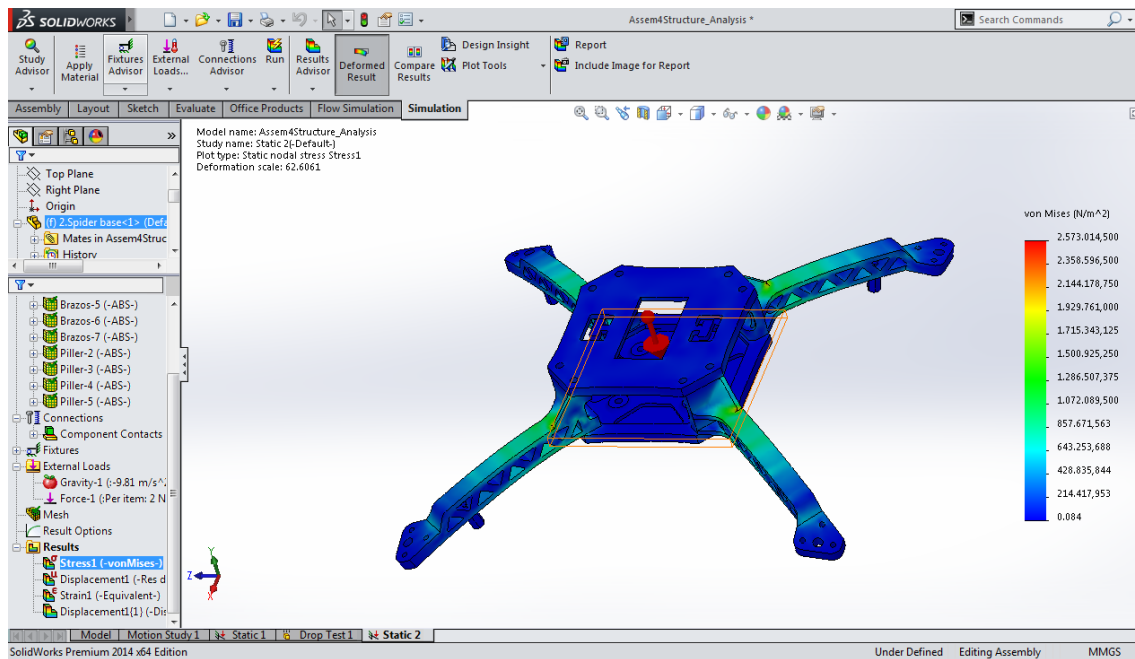 SOLIDWORKS
Assem4Structure_Analysis *
Search Commands
Study Advisor
Apply Material
Fixtures Advisor
External Loads...
Connections Advisor
Run
Results Advisor
Deformed Result
Compare Results
Design Insight
Plot Tools
Report
Include Image for Report
Assembly Layout Sketch Evaluate Office Products Flow Simulation Simulation
Model name: Assem4Structure_Analysis
Study name: Static 2(-Default-)
Plot type: Static nodal stress Stress1
Deformation scale: 62.6061
Top Plane
Right Plane
Origin
(f) 2.Spider base<1> (Defa
Mates in Assem4Struc
History
Brazos-5 (-ABS-)
Brazos-6 (-ABS-)
Brazos-7 (-ABS-)
Piller-2 (-ABS-)
Piller-3 (-ABS-)
Piller-4 (-ABS-)
Piller-5 (-ABS-)
Connections
Component Contacts
Fixtures
External Loads
Gravity-1 (:-9.81 m/s^
Force-1 (:Per item: 2 N
Mesh
Result Options
Results
Stress1 (-vonMises-)
Displacement1 (-Res d
Strain1 (-Equivalent-)
Displacement1{1} (-Dis
von Mises (N/m^2)
2.573.014,500
2.358.596,500
2.144.178,750
1.929.761,000
1.715.343,125
1.500.925,250
1.286.507,375
1.072.089,500
857.671,563
643.253,688
428.835,844
214.417,953
0.084
Y
Z
X
Model Motion Study 1 Static 1 Drop Test 1 Static 2
SolidWorks Premium 2014 x64 Edition
Under Defined Editing Assembly MMGS